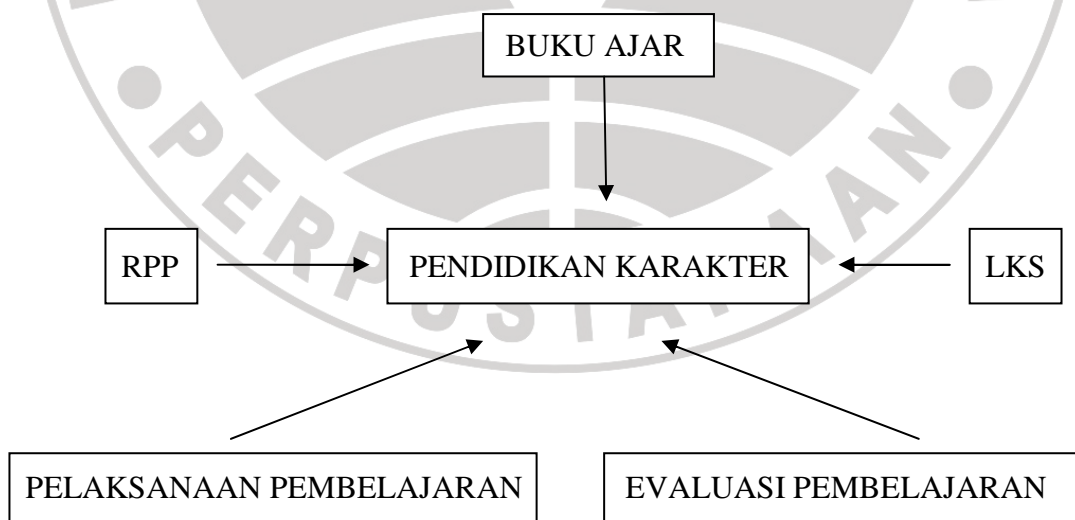 BUKU AJAR
RPP
PENDIDIKAN KARAKTER
LKS
PELAKSANAAN PEMBELAJARAN
EVALUASI PEMBELAJARAN